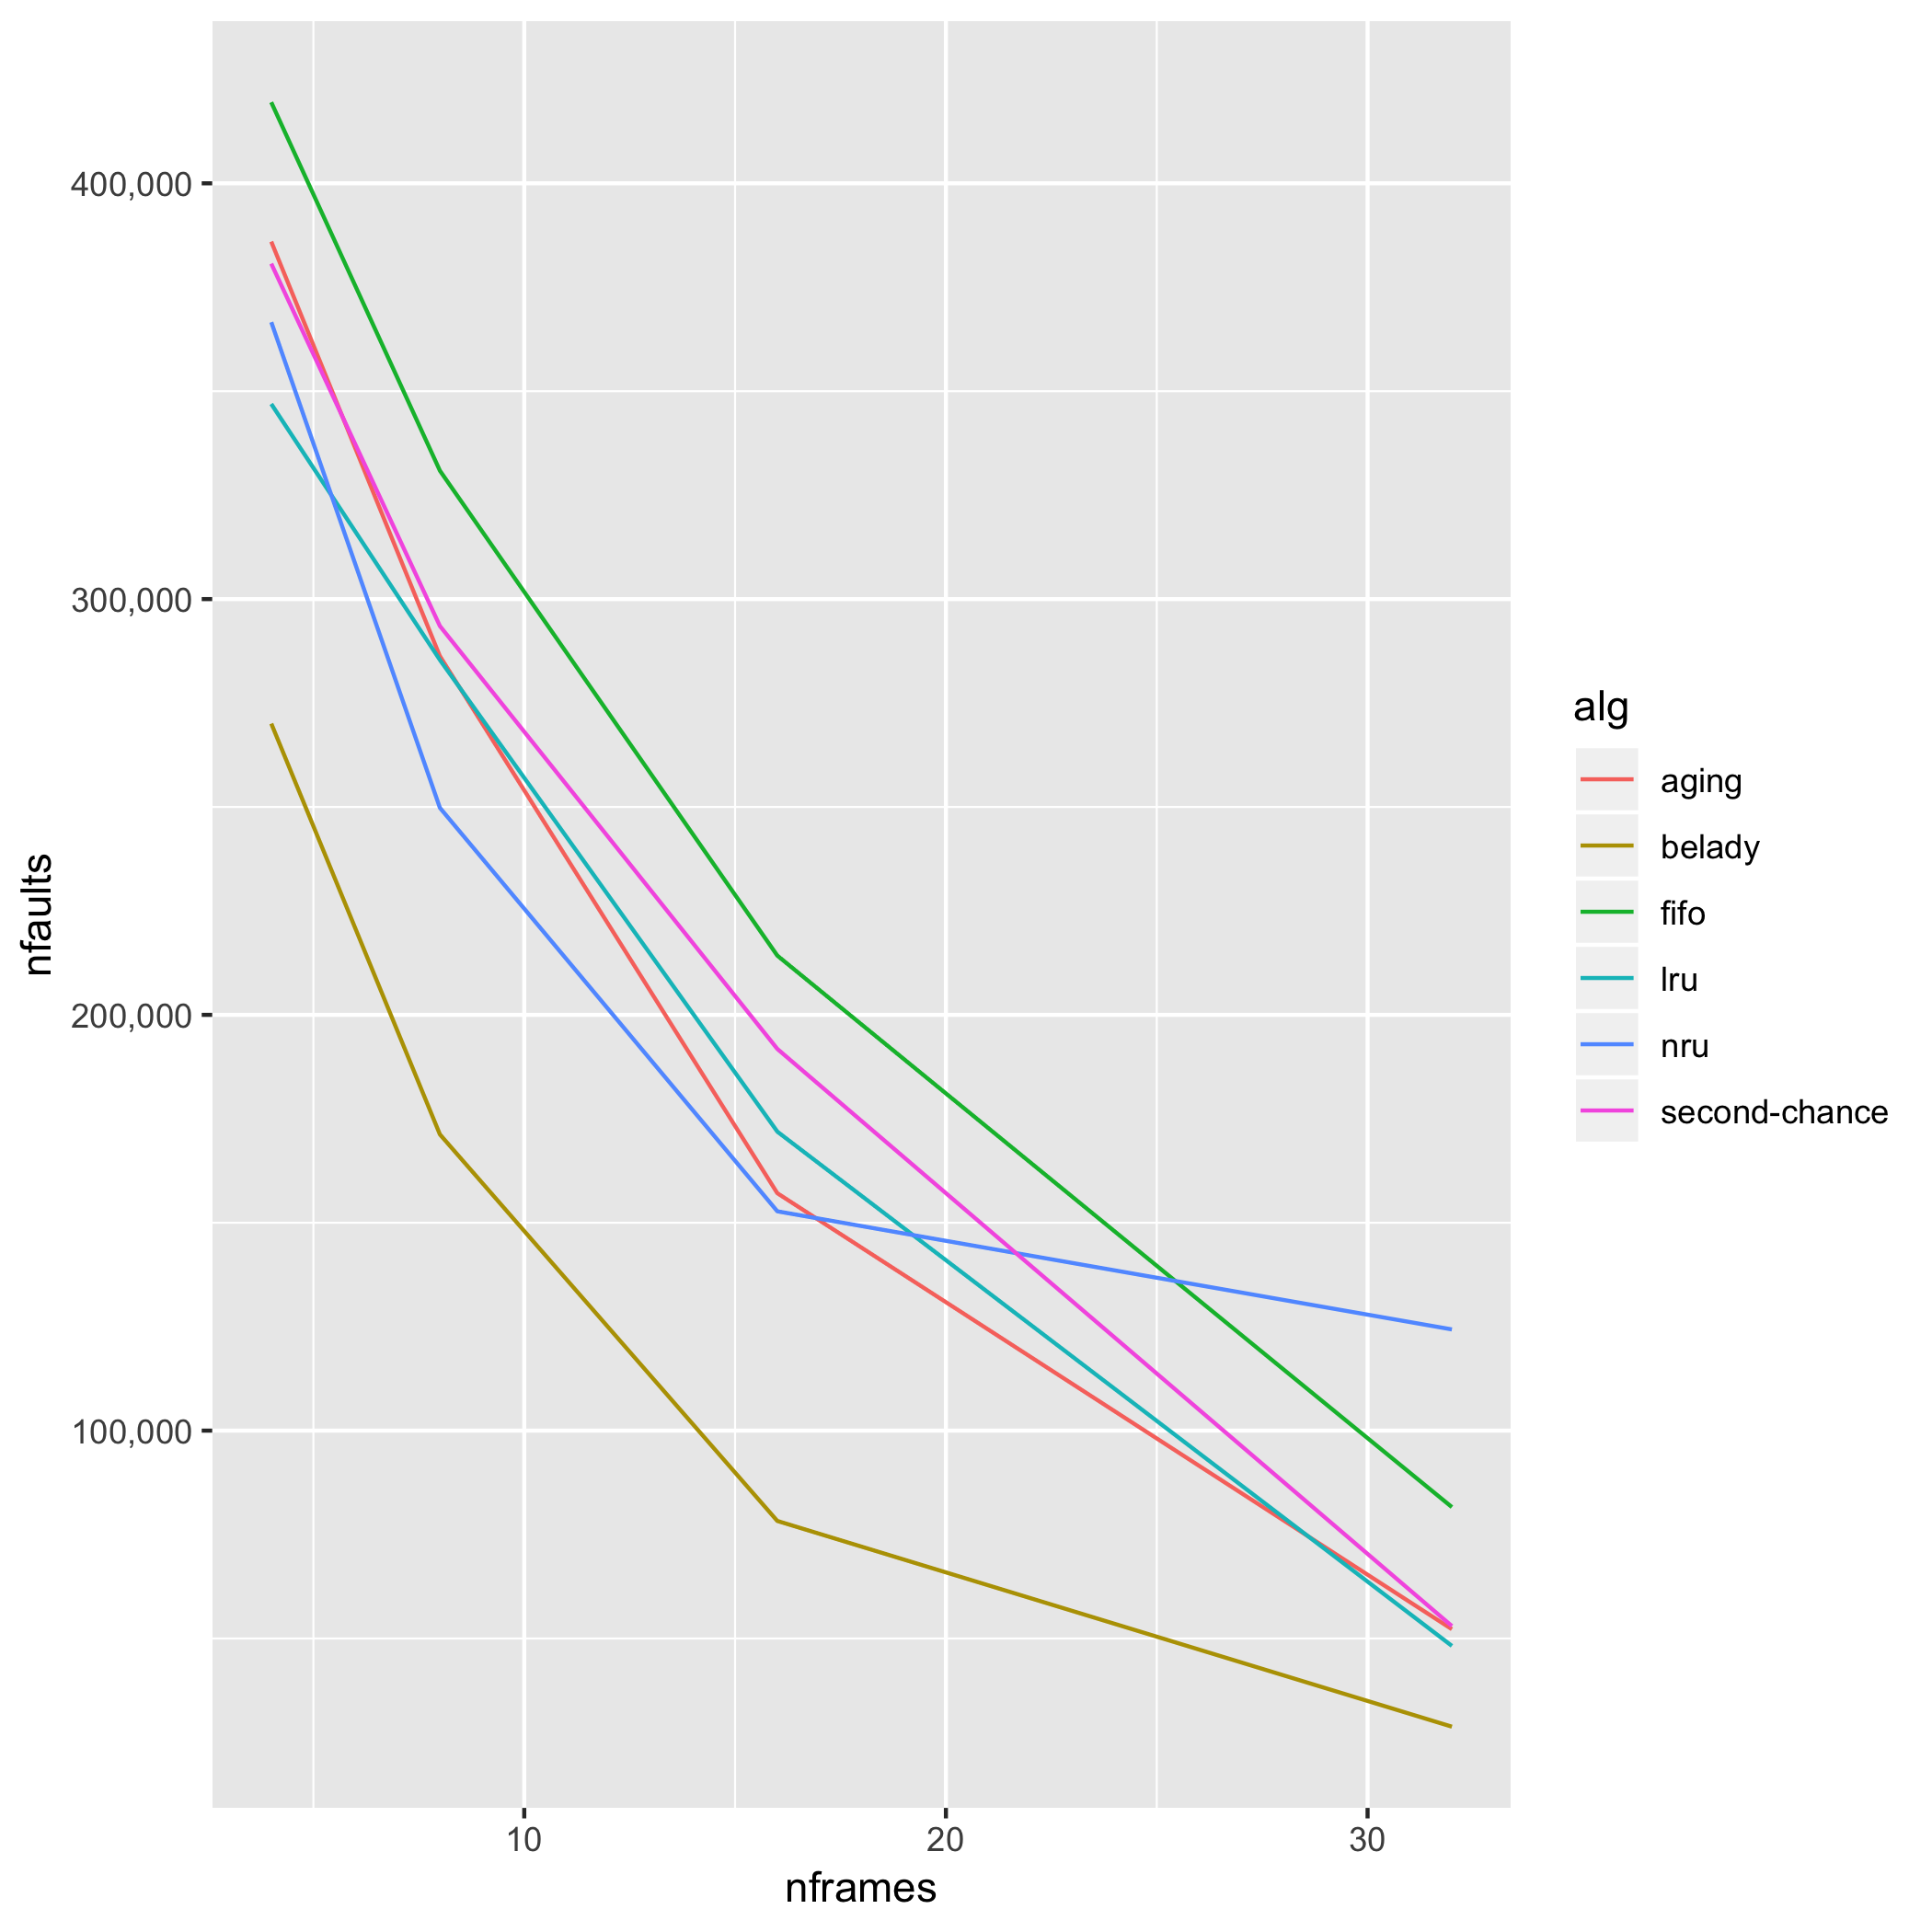 400,000
300,000
200,000
100,000
nfaults
10
20
30
nframes
alg
aging
belady
fifo
lru
nru
second-chance